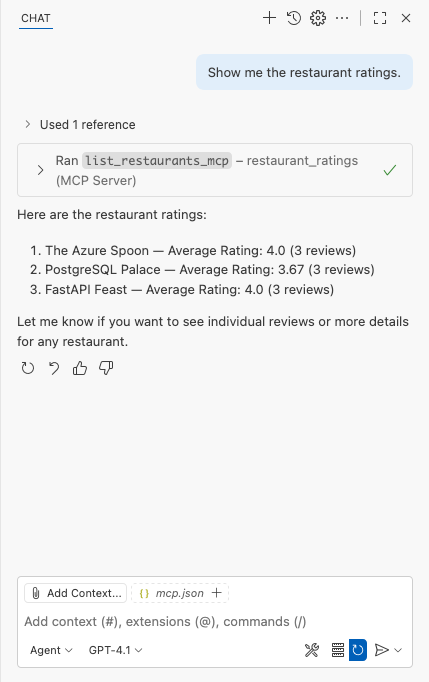 CHAT
Show me the restaurant ratings.
Used 1 reference
Ran list_restaurants_mcp – restaurant_ratings
(MCP Server)
Here are the restaurant ratings:
1. The Azure Spoon — Average Rating: 4.0 (3 reviews)
2. PostgreSQL Palace — Average Rating: 3.67 (3 reviews)
3. FastAPI Feast — Average Rating: 4.0 (3 reviews)
Let me know if you want to see individual reviews or more details
for any restaurant.
Add Context... {} mcp.json +
Add context (#), extensions (@), commands (/)
Agent GPT-4.1